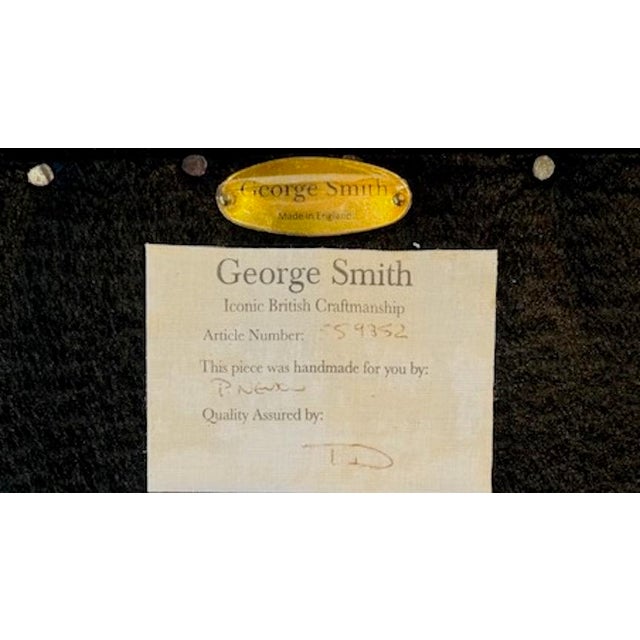 George Smith
Made in England
George Smith
Iconic British Craftmanship
Article Number: 59352
This piece was handmade for you by:
P.
Quality Assured by: